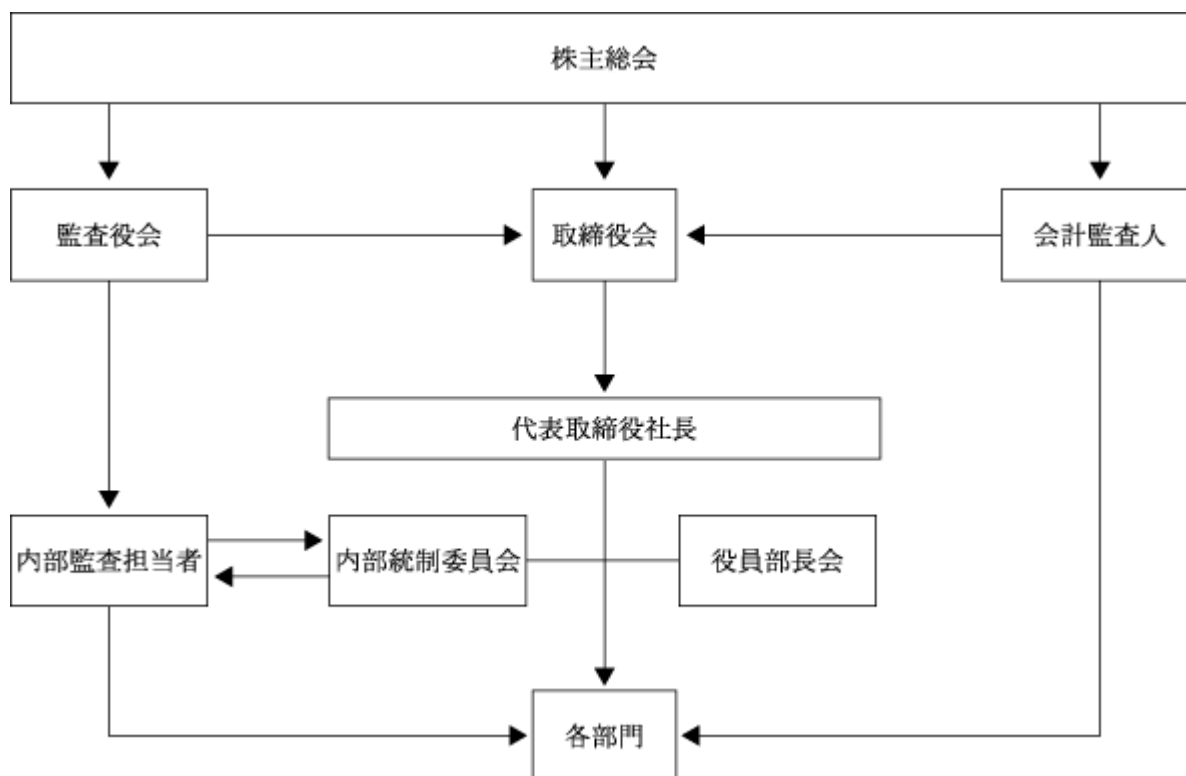 株主総会
監査役会
取締役会
会計監査人
代表取締役社長
内部監査担当者
内部統制委員会
役員部長会
各部門